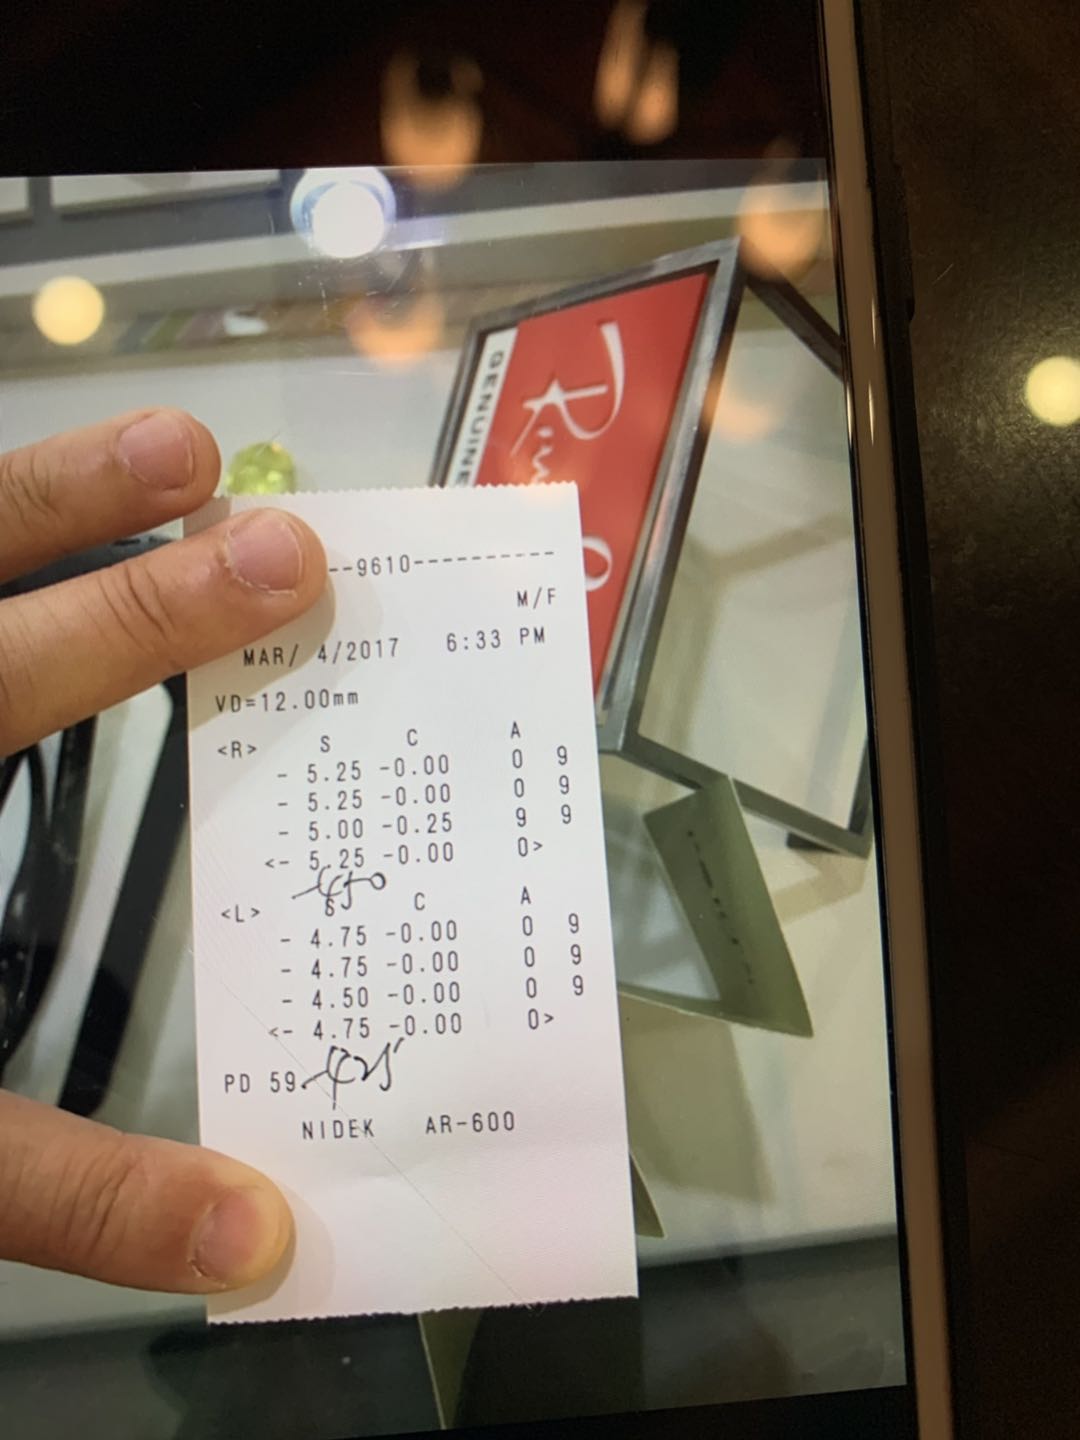 GENUINE
--9610----------
M/F
MAR/ 4/2017 6:33 PM
VD=12.00mm
<R> S C A
- 5.25 -0.00 0 9
- 5.25 -0.00 0 9
- 5.00 -0.25 9 9
<- 5.25 -0.00 0>
-450
<L> S C A
- 4.75 -0.00 0 9
- 4.75 -0.00 0 9
- 4.50 -0.00 0 9
<- 4.75 -0.00 0>
-425
PD 59
NIDEK AR-600